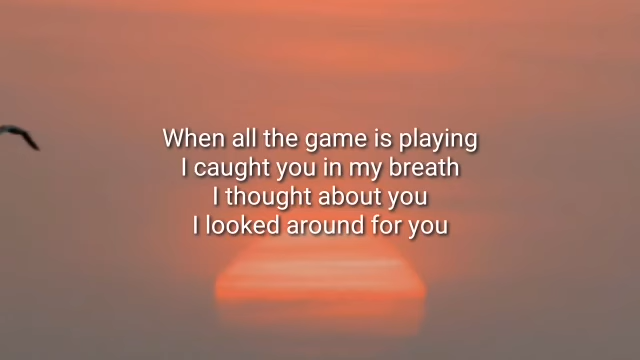 When all the game is playing
I caught you in my breath
I thought about you
I looked around for you